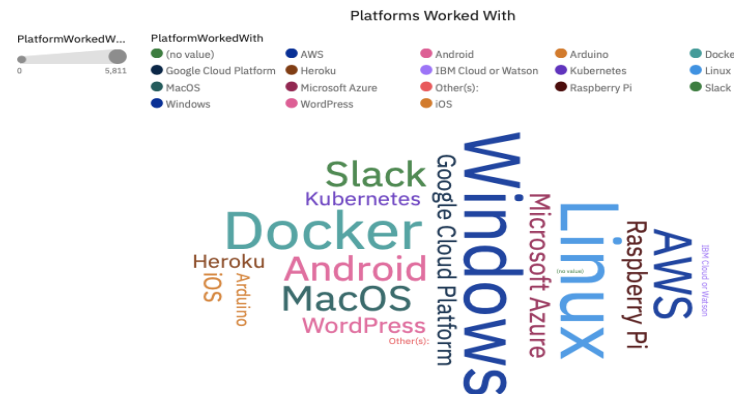 Platforms Worked With
PlatformWorkedW...
0 5,811
PlatformWorkedWith
(no value) AWS Android Arduino Docke
Google Cloud Platform Heroku IBM Cloud or Watson Kubernetes Linux
MacOS Microsoft Azure Other(s): Raspberry Pi Slack
Windows WordPress iOS
Slack
Kubernetes
Docker
Heroku
Android
iOS
Arduino
MacOS
WordPress
Other(s):
Google Cloud Platform
Windows
Microsoft Azure
Linux
(no value)
Raspberry Pi
AWS
IBM Cloud or Watson